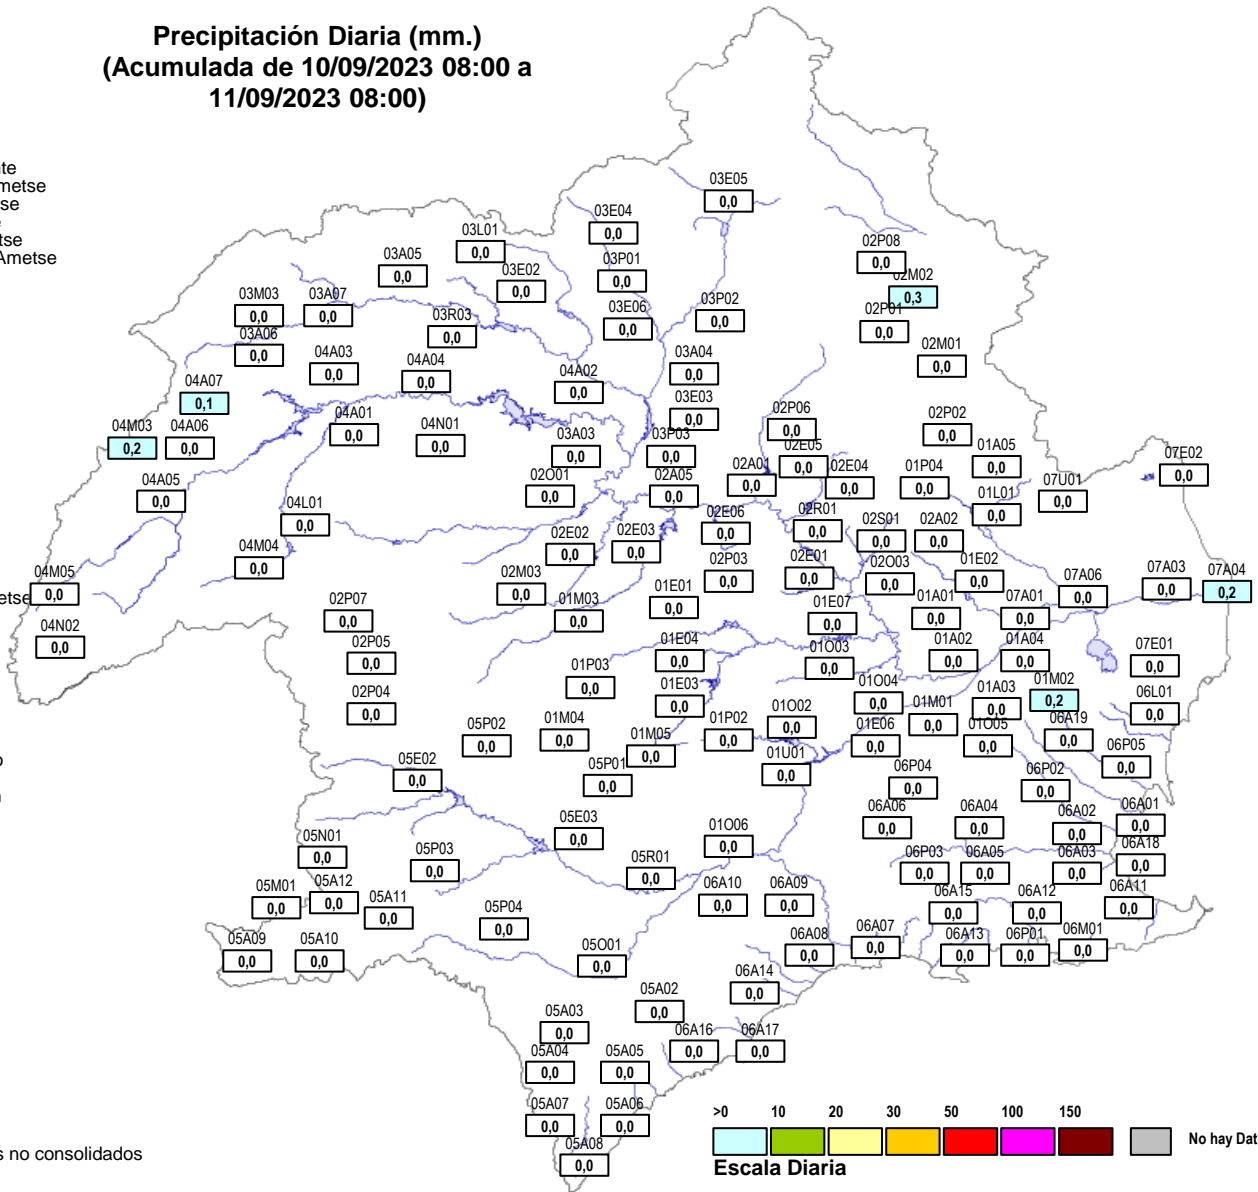 Precipitación Diaria (mm.)
(Acumulada de 10/09/2023 08:00 a
11/09/2023 08:00)
te
metse
se
tse
Ametse
03E05
0,0
03E04
0,0
03L01
0,0
03A05
0,0
03P01
0,0
03E02
0,0
02P08
0,0
02M02
0,3
03M03
0,0
03A07
0,0
03R03
0,0
03E06
0,0
03P02
0,0
02P01
0,0
03A06
0,0
04A03
0,0
04A04
0,0
04A02
0,0
03A04
0,0
02M01
0,0
04A07
0,1
03E03
0,0
04M03
0,2
04A06
0,0
04A01
0,0
04N01
0,0
03A03
0,0
03P03
0,0
02P06
0,0
02P02
0,0
02E05
0,0
01A05
0,0
07E02
0,0
04A05
0,0
02O01
0,0
02A05
0,0
02A01
0,0
02E04
0,0
01P04
0,0
07U01
0,0
04L01
0,0
01L01
0,0
02E06
0,0
02R01
0,0
02S01
0,0
02A02
0,0
02E02
0,0
02E03
0,0
04M04
0,0
02P03
0,0
02E01
0,0
02O03
0,0
01E02
0,0
04M05
0,0
etse
02M03
0,0
07A06
0,0
07A03
0,0
07A04
0,2
02P07
0,0
01M03
0,0
01E01
0,0
01E07
0,0
01A01
0,0
07A01
0,0
04N02
0,0
02P05
0,0
01E04
0,0
01O03
0,0
01A02
0,0
01A04
0,0
07E01
0,0
01P03
0,0
01E03
0,0
01O04
0,0
01A03
0,0
01M02
0,2
06L01
0,0
02P04
0,0
05P02
0,0
01M04
0,0
01M05
0,0
01P02
0,0
01O02
0,0
01E06
0,0
01M01
0,0
01O05
0,0
06A19
0,0
05E02
0,0
05P01
0,0
01U01
0,0
06P04
0,0
06P02
0,0
06P05
0,0
05E03
0,0
01O06
0,0
06A06
0,0
06A04
0,0
06A02
0,0
06A01
0,0
05N01
0,0
05P03
0,0
05R01
0,0
06P03
0,0
06A05
0,0
06A03
0,0
06A18
0,0
05M01
0,0
05A12
0,0
05A11
0,0
05P04
0,0
06A10
0,0
06A09
0,0
06A15
0,0
06A12
0,0
06A11
0,0
05A09
0,0
05A10
0,0
05O01
0,0
06A08
0,0
06A07
0,0
06A13
0,0
06P01
0,0
06M01
0,0
06A14
0,0
05A02
0,0
05A03
0,0
06A16
0,0
06A17
0,0
05A04
0,0
05A05
0,0
05A07
0,0
05A06
0,0
05A08
0,0
s no consolidados
>0 10 20 30 50 100 150
No hay Dat
Escala Diaria